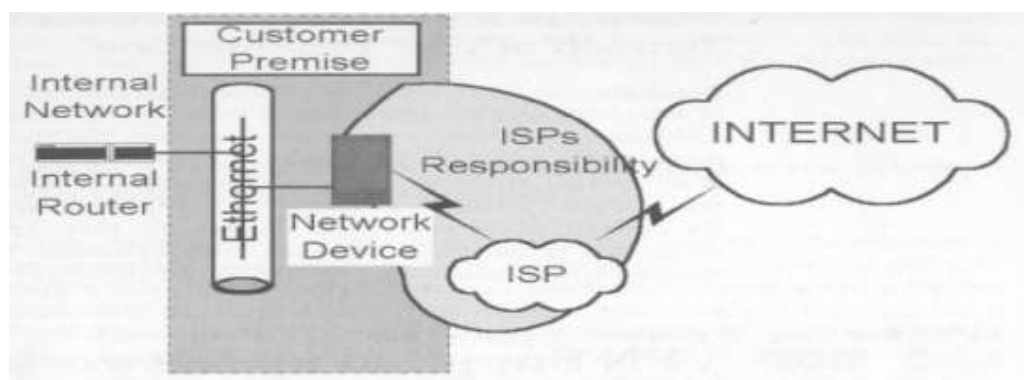 Customer
Premise
Internal
Network
Internal
Router
Ethernet
Network
Device
ISPs
Responsibility
ISP
INTERNET